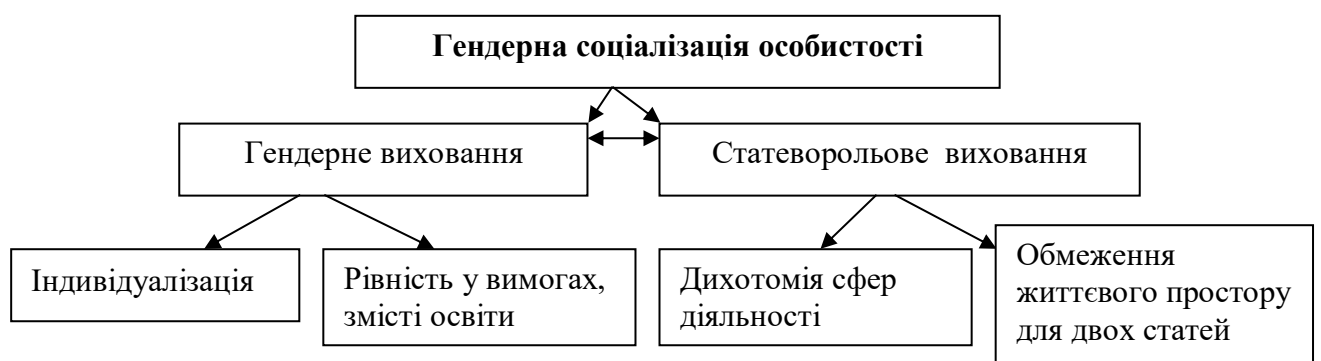 Гендерна соціалізація особистості
Гендерне виховання
Статеворольове виховання
Індивідуалізація
Рівність у вимогах,
змісті освіти
Дихотомія сфер
діяльності
Обмеження
життєвого простору
для двох статей